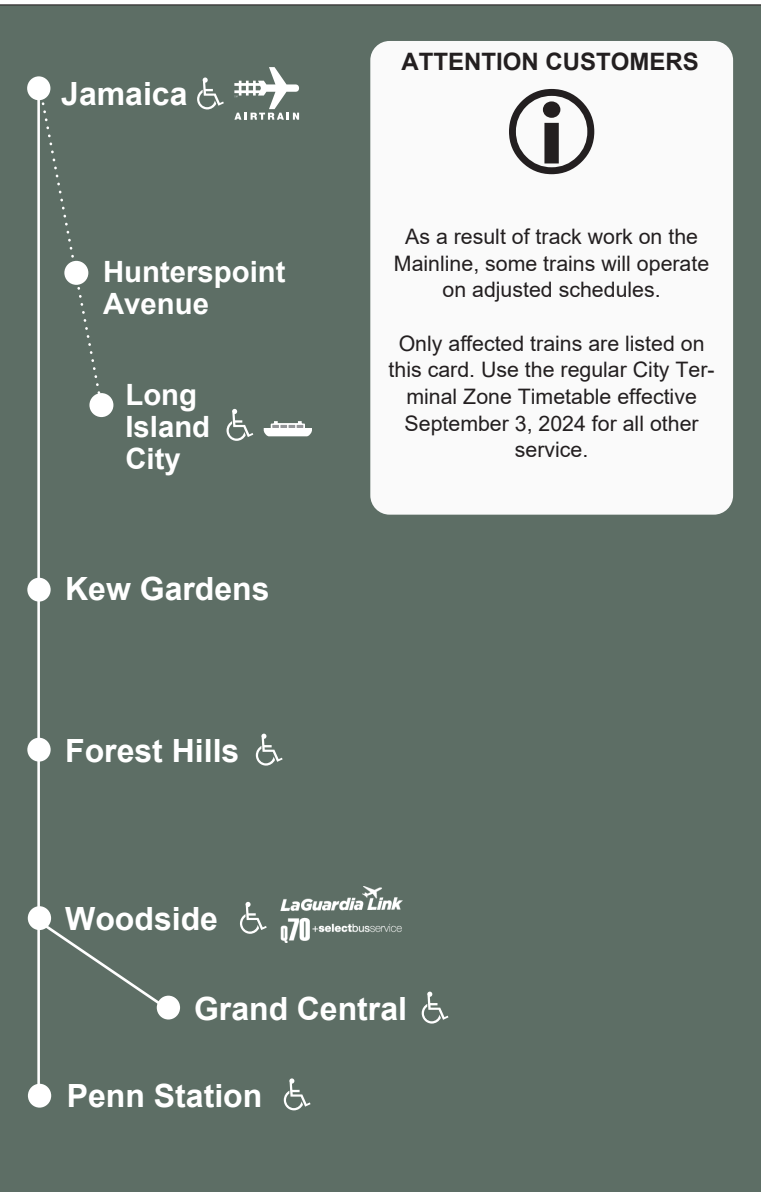 Jamaica
AIRTRAIN
Hunterspoint
Avenue
Long
Island
City
ATTENTION CUSTOMERS
i
As a result of track work on the
Mainline, some trains will operate
on adjusted schedules.
Only affected trains are listed on
this card. Use the regular City Ter-
minal Zone Timetable effective
September 3, 2024 for all other
service.
Kew Gardens
Forest Hills
Woodside
LaGuardia Link
Q70 +selectbusservice
Grand Central
Penn Station